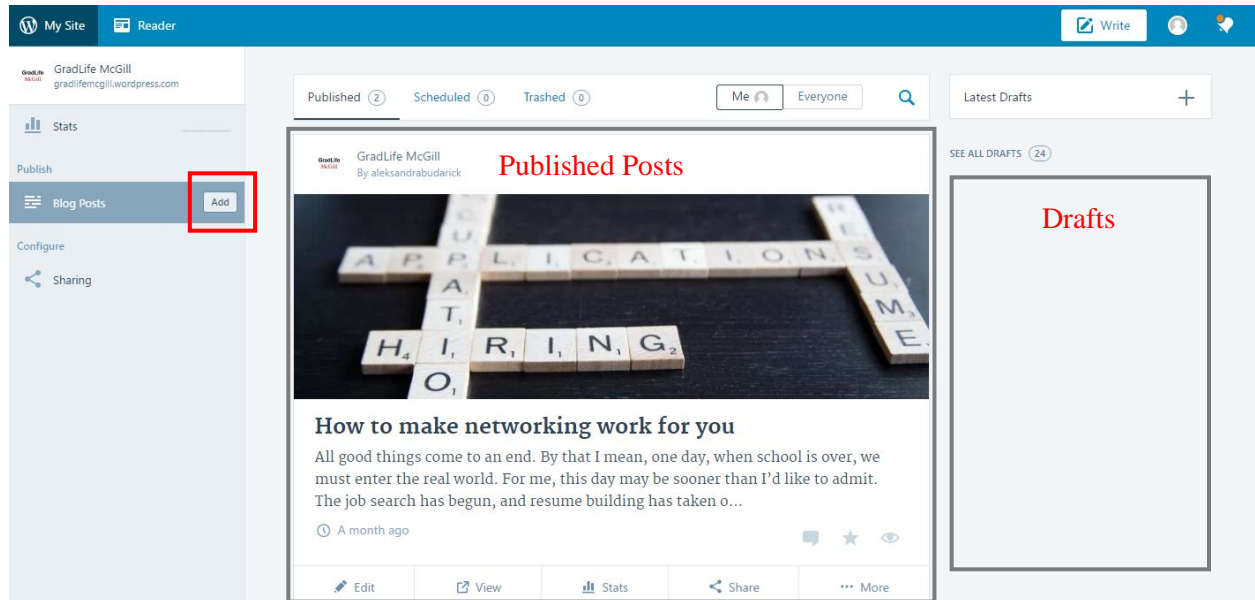 My Site
Reader
Write
GradLife McGill
GradLife McGill
gradlifemcgill.wordpress.com
Stats
Publish
Blog Posts
Add
Configure
Sharing
Published 2 Scheduled 0 Trashed 0
Me Everyone
Latest Drafts
SEE ALL DRAFTS 24
Drafts
GradLife McGill
GradLife McGill
By aleksandrabudarick
Published Posts
A P P L I C A T I O N S
H I R I N G
How to make networking work for you
All good things come to an end. By that I mean, one day, when school is over, we
must enter the real world. For me, this day may be sooner than I’d like to admit.
The job search has begun, and resume building has taken o…
A month ago
Edit View Stats Share More